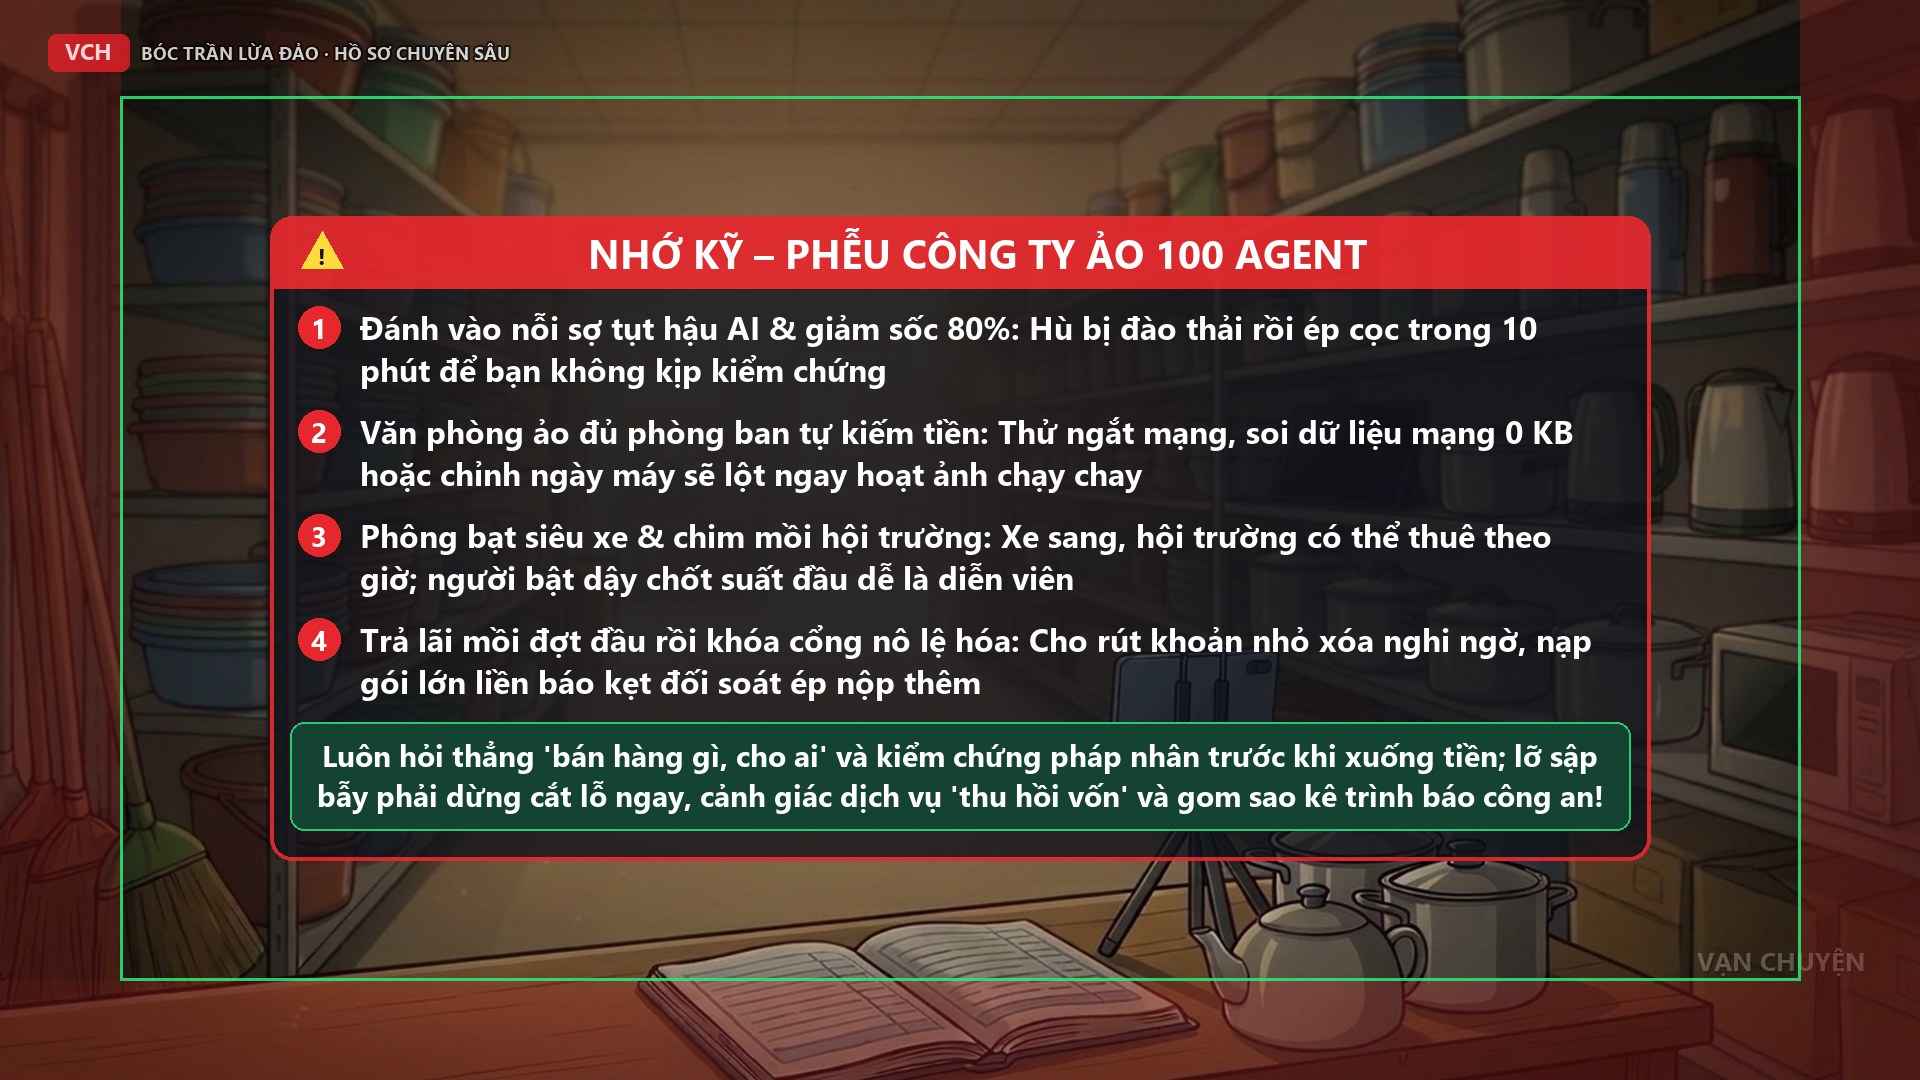 VCH BÓC TRẦN LỪA ĐẢO · HỒ SƠ CHUYÊN SÂU
NHỚ KỸ – PHỄU CÔNG TY ẢO 100 AGENT
1 Đánh vào nỗi sợ tụt hậu AI & giảm sốc 80%: Hù bị đào thải rồi ép cọc trong 10
phút để bạn không kịp kiểm chứng
2 Văn phòng ảo đủ phòng ban tự kiếm tiền: Thử ngắt mạng, soi dữ liệu mạng 0 KB
hoặc chỉnh ngày máy sẽ lột ngay hoạt ảnh chạy chay
3 Phông bạt siêu xe & chim mồi hội trường: Xe sang, hội trường có thể thuê theo
giờ; người bật dậy chốt suất đầu dễ là diễn viên
4 Trả lãi mồi đợt đầu rồi khóa cổng nô lệ hóa: Cho rút khoản nhỏ xóa nghi ngờ, nạp
gói lớn liền báo kẹt đối soát ép nộp thêm
Luôn hỏi thẳng 'bán hàng gì, cho ai' và kiểm chứng pháp nhân trước khi xuống tiền; lỡ sập
bẫy phải dừng cắt lỗ ngay, cảnh giác dịch vụ 'thu hồi vốn' và gom sao kê trình báo công an!
VẠN CHUYỆN